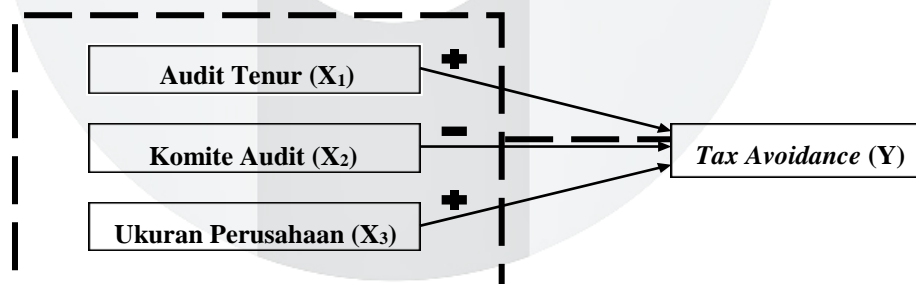 +
Audit Tenur (X₁)
-
Komite Audit (X₂)
Tax Avoidance (Y)
+
Ukuran Perusahaan (X₃)